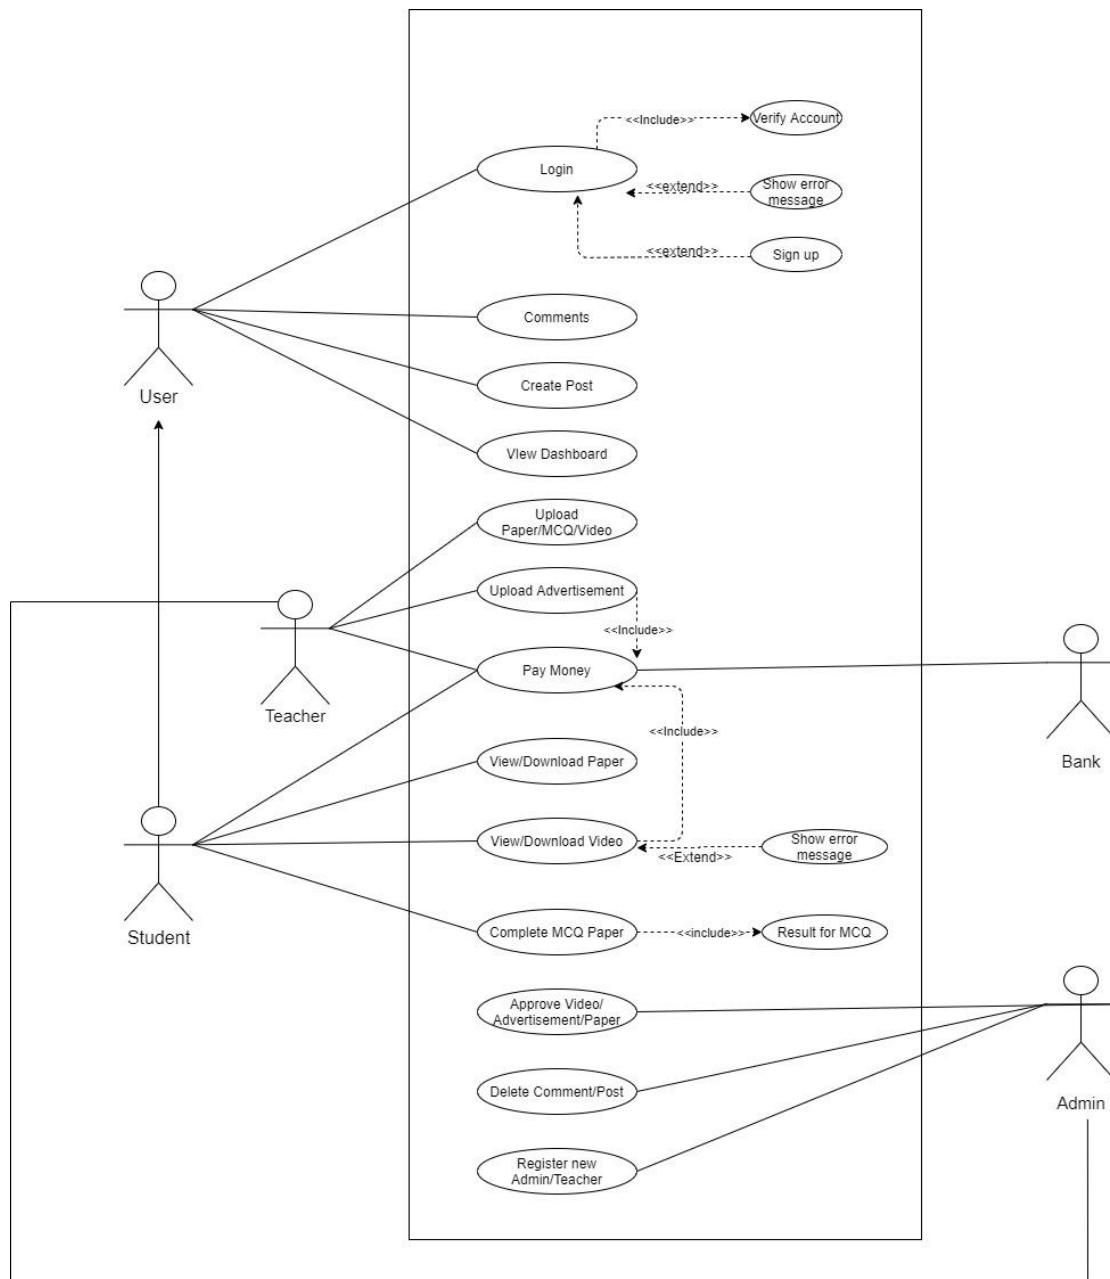 <<Include>>
Verify Account
Login
<<extend>>
Show error
message
<<extend>>
Sign up
Comments
User
Create Post
VIew Dashboard
Upload
Paper/MCQ/Video
Upload Advertisement
<<Include>>
Teacher
Pay Money
Bank
<<Include>>
View/Download Paper
View/Download Video
Show error
message
<<Extend>>
Student
Complete MCQ Paper
<<include>>
Result for MCQ
Approve Video/
Advertisement/Paper
Delete Comment/Post
Admin
Register new
Admin/Teacher